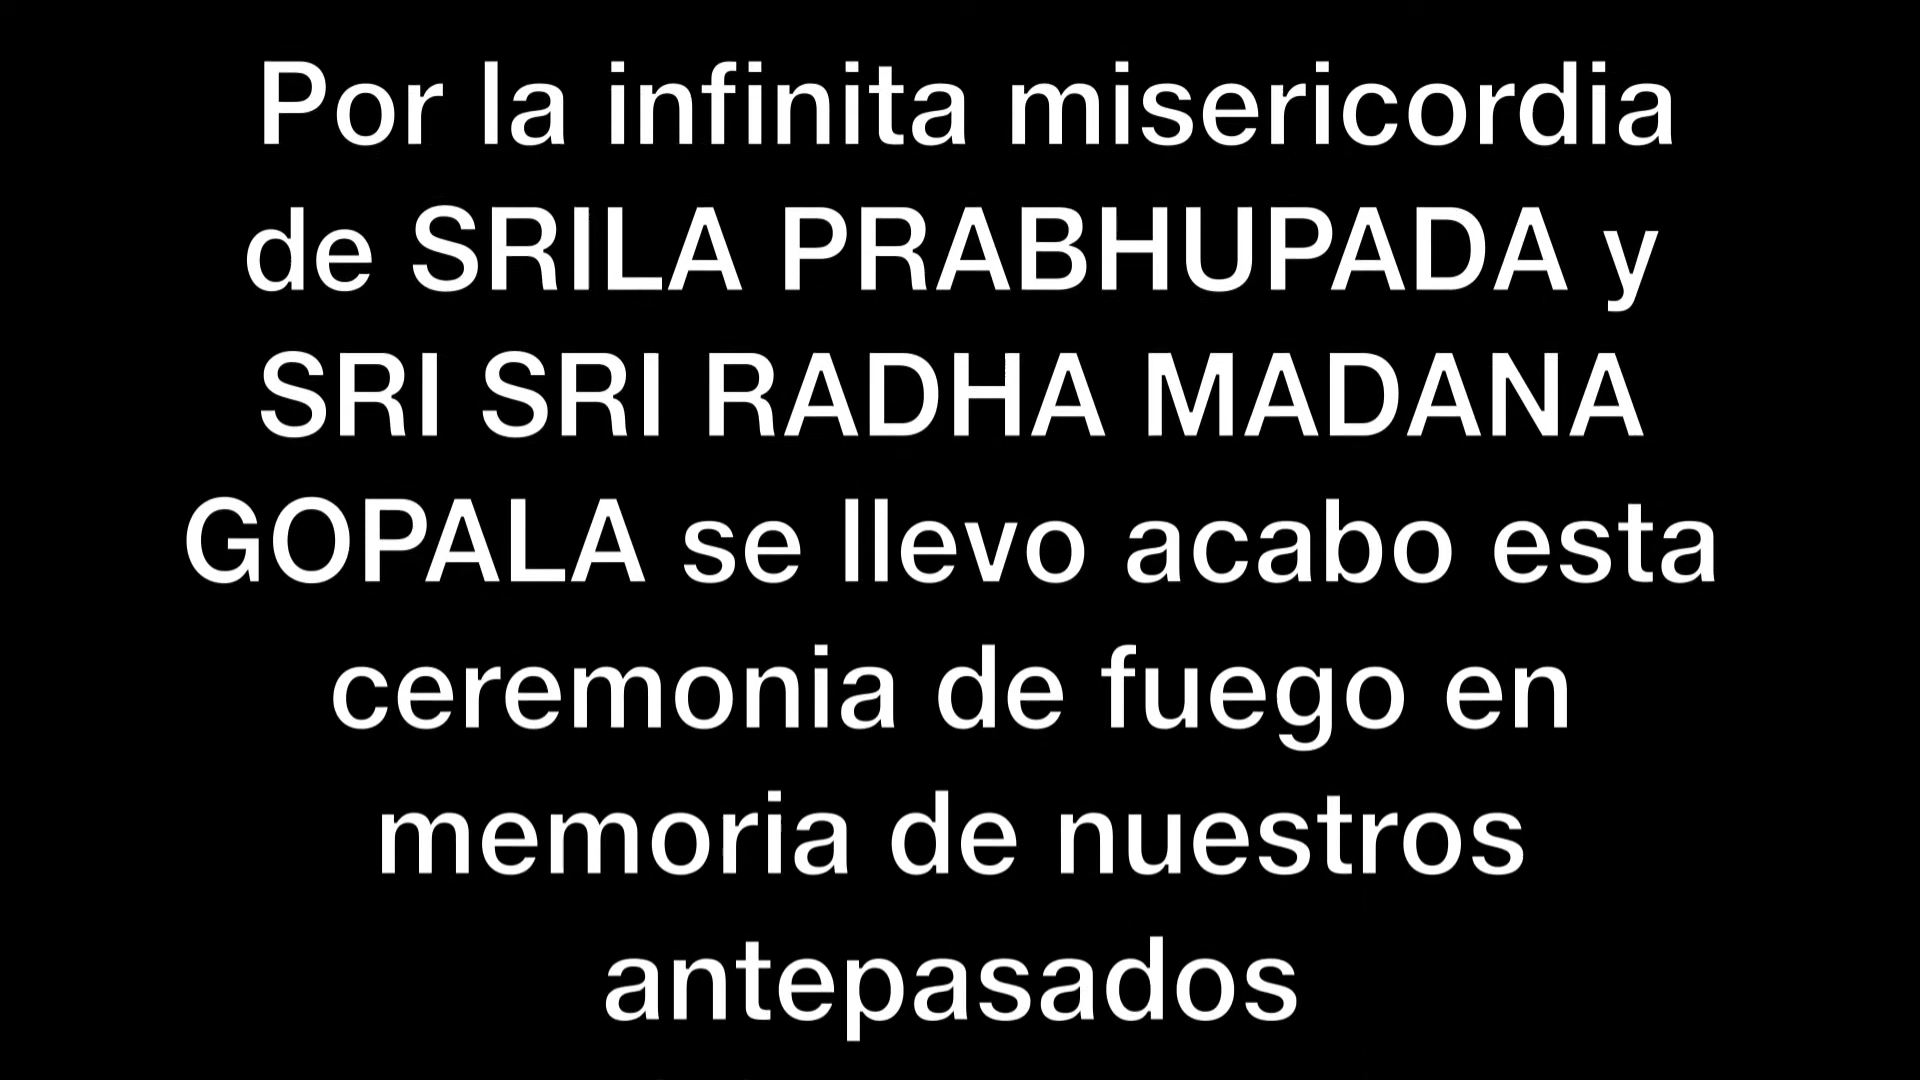 Por la infinita misericordia
de SRILA PRABHUPADA y
SRI SRI RADHA MADANA
GOPALA se llevo acabo esta
ceremonia de fuego en
memoria de nuestros
antepasados